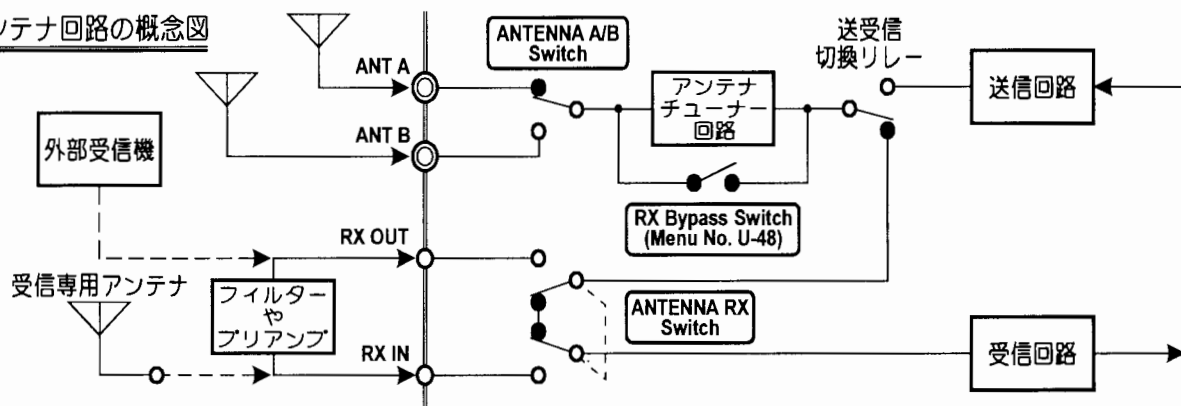 ンテナ回路の概念図
ANT A
ANT B
ANTENNA A/B
Switch
アンテナ
チューナー
回路
送受信
切換リレー
送信回路
外部受信機
RX Bypass Switch
(Menu No. U-48)
RX OUT
受信専用アンテナ
フィルター
や
プリアンプ
RX IN
ANTENNA RX
Switch
受信回路